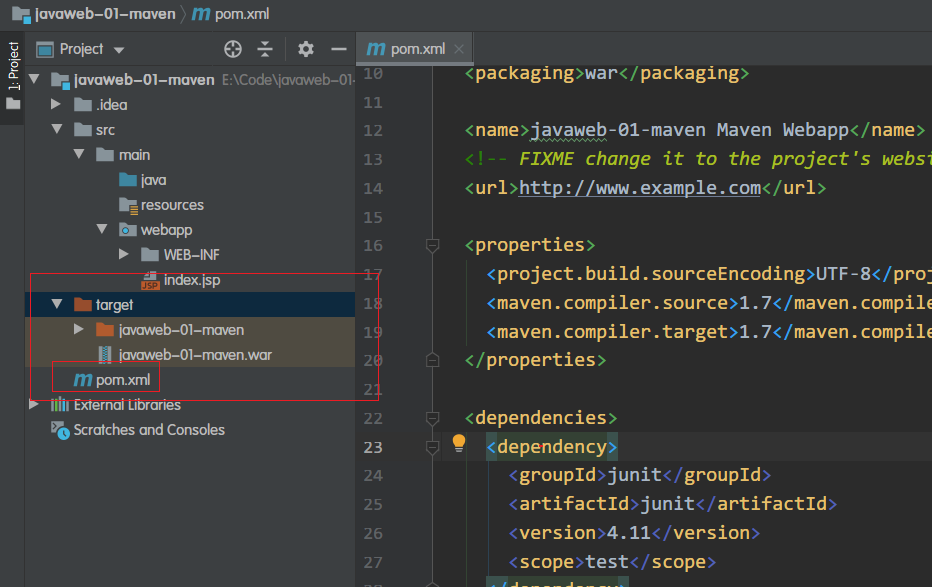 javaweb-01-maven 〉 pom.xml
1: Project
Project
javaweb-01-maven E:\Code\javaweb-01-
.idea
src
main
java
resources
webapp
WEB-INF
index.jsp
target
javaweb-01-maven
javaweb-01-maven.war
pom.xml
External Libraries
Scratches and Consoles
pom.xml
10 <packaging>war</packaging>
11
12 <name>javaweb-01-maven Maven Webapp</name>
13 <!-- FIXME change it to the project's websi
14 <url>http://www.example.com</url>
15
16 <properties>
17 <project.build.sourceEncoding>UTF-8</proj
18 <maven.compiler.source>1.7</maven.compile
19 <maven.compiler.target>1.7</maven.compile
20 </properties>
21
22 <dependencies>
23 <dependency>
24 <groupId>junit</groupId>
25 <artifactId>junit</artifactId>
26 <version>4.11</version>
27 <scope>test</scope>
28 </dependency>